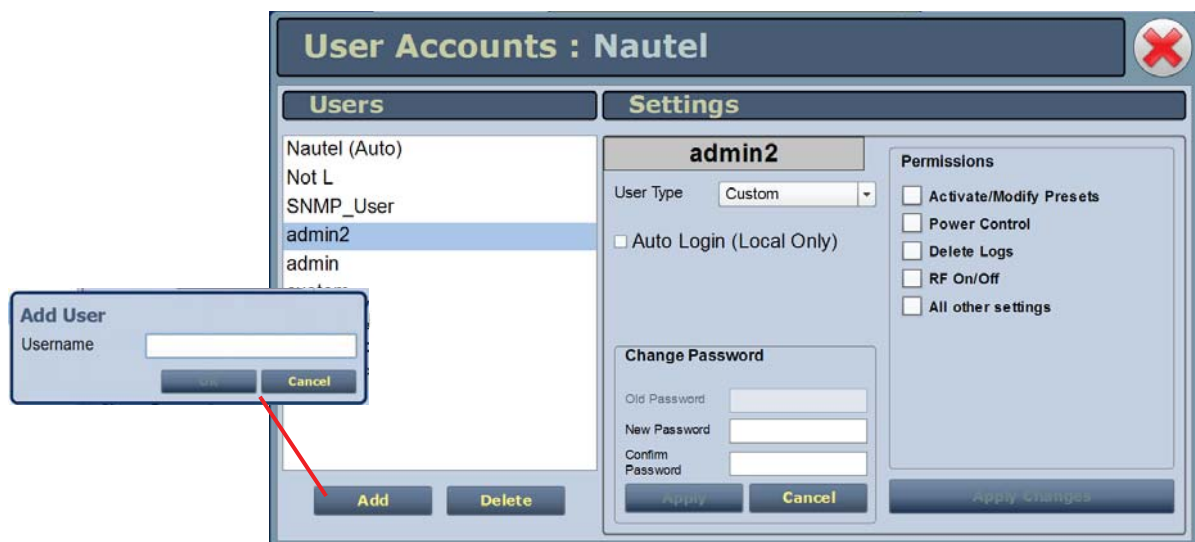 User Accounts : Nautel
Users
Nautel (Auto)
Not L
SNMP_User
admin2
admin
Add
Delete
Add User
Username
Ok
Cancel
Settings
admin2
User Type
Custom
Auto Login (Local Only)
Change Password
Old Password
New Password
Confirm
Password
Apply
Cancel
Permissions
Activate/Modify Presets
Power Control
Delete Logs
RF On/Off
All other settings
Apply Changes